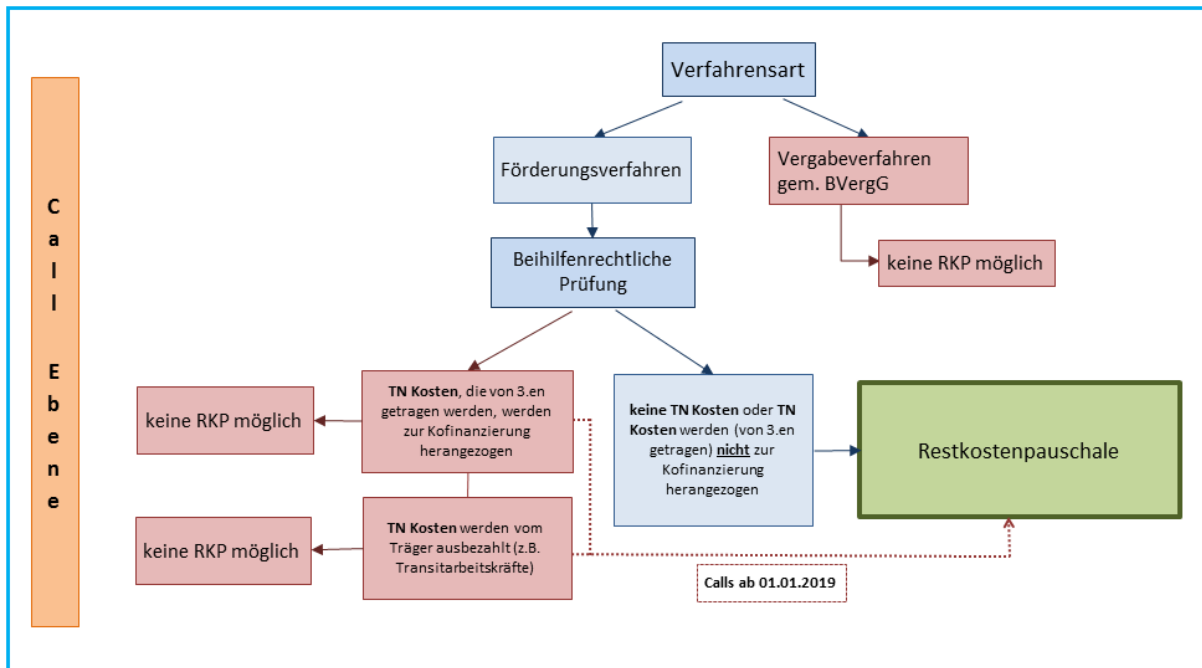 Call Ebene
Verfahrensart
Förderungsverfahren
Vergabeverfahren
gem. BVergG
Beihilfenrechtliche
Prüfung
keine RKP möglich
keine RKP möglich
TN Kosten, die von 3.en
getragen werden, werden
zur Kofinanzierung
herangezogen
keine TN Kosten oder TN
Kosten werden (von 3.en
getragen) nicht zur
Kofinanzierung
herangezogen
Restkostenpauschale
keine RKP möglich
TN Kosten werden vom
Träger ausbezahlt (z.B.
Transitarbeitskräfte)
Calls ab 01.01.2019